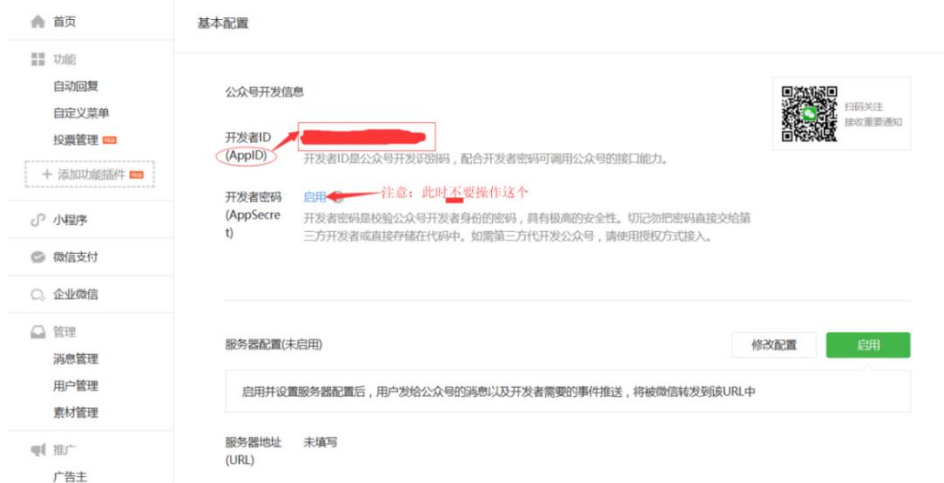 首页
基本配置
功能
自动回复
自定义菜单
投票管理
+ 添加功能插件
小程序
微信支付
企业微信
管理
消息管理
用户管理
素材管理
推广
广告主
公众号开发信息
扫码关注
接收重要通知
开发者ID
(AppID)
开发者ID是公众号开发识别码，配合开发者密码可调用公众号的接口能力。
开发者密码
(AppSecre
t)
启用
注意：此时不要操作这个
开发者密码是校验公众号开发者身份的密码，具有极高的安全性。切记勿把密码直接交给第
三方开发者或直接存储在代码中。如需第三方代开发公众号，请使用授权方式接入。
服务器配置(未启用)
修改配置
启用
启用并设置服务器配置后，用户发给公众号的消息以及开发者需要的事件推送，将被微信转发到该URL中
服务器地址
(URL)
未填写